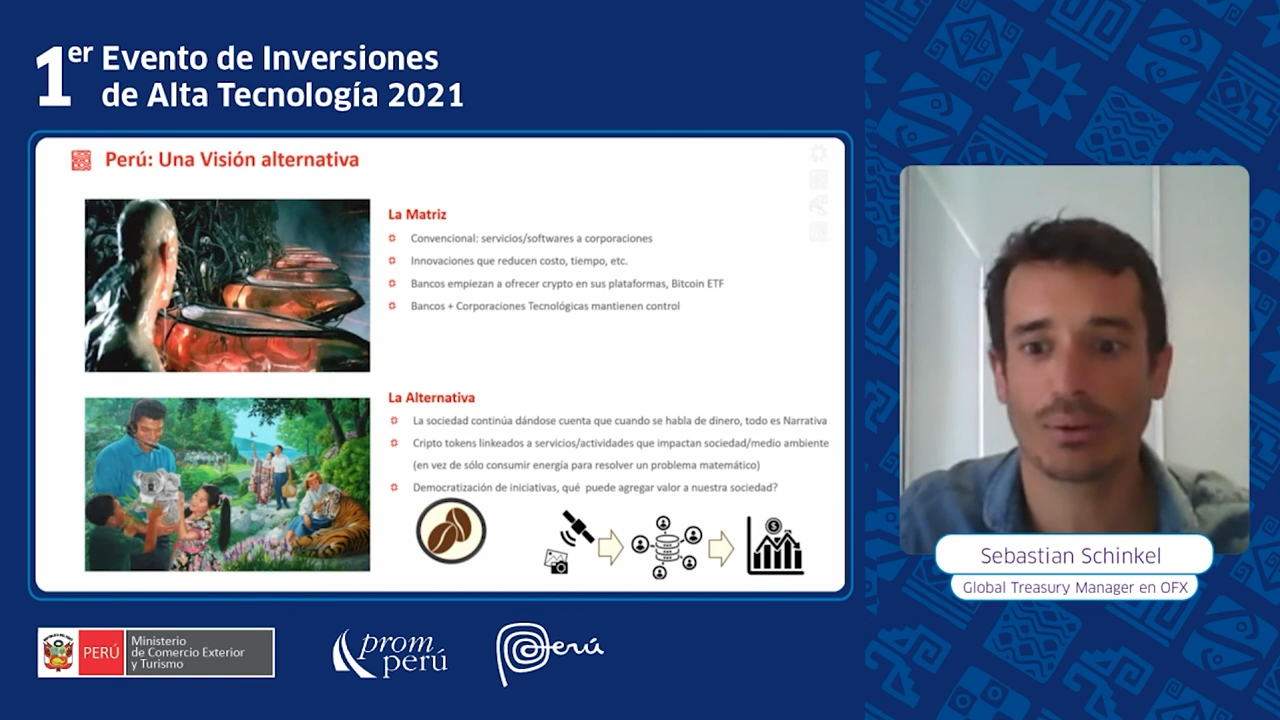 1er Evento de Inversiones
de Alta Tecnología 2021
Perú: Una Visión alternativa
La Matriz
Convencional: servicios/softwares a corporaciones
Innovaciones que reducen costo, tiempo, etc.
Bancos empiezan a ofrecer crypto en sus plataformas, Bitcoin ETF
Bancos + Corporaciones Tecnológicas mantienen control
La Alternativa
La sociedad continúa dándose cuenta que cuando se habla de dinero, todo es Narrativa
Cripto tokens linkeados a servicios/actividades que impactan sociedad/medio ambiente
(en vez de sólo consumir energía para resolver un problema matemático)
Democratización de iniciativas, qué puede agregar valor a nuestra sociedad?
$
Sebastian Schinkel
Global Treasury Manager en OFX
PERÚ
Ministerio
de Comercio Exterior
y Turismo
prom
perú
Perú